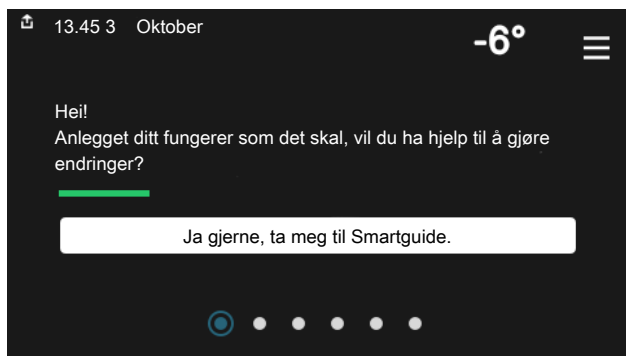 13.45 3 Oktober
-6°
Hei!
Anlegget ditt fungerer som det skal, vil du ha hjelp til å gjøre
endringer?
Ja gjerne, ta meg til Smartguide.